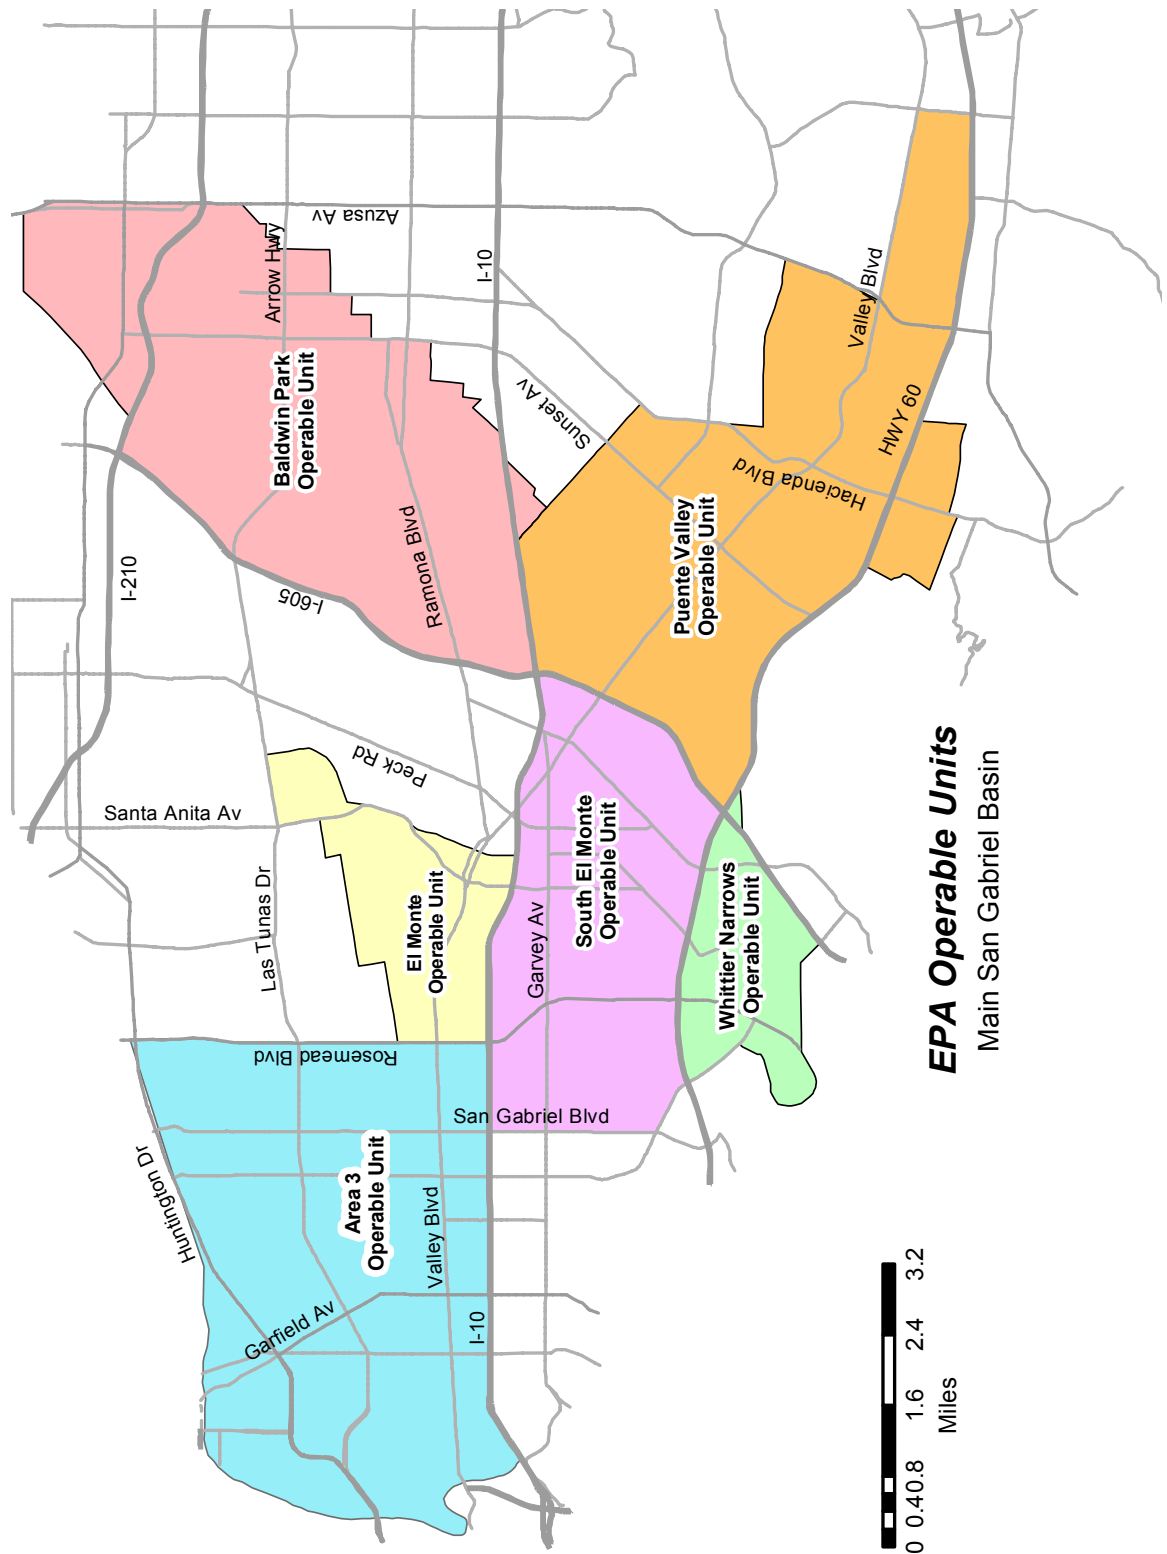 I-210
Santa Anita Av
Huntington Dr
Las Tunas Dr
Rosemead Blvd
Garfield Av
Area 3
Operable Unit
Valley Blvd
I-10
San Gabriel Blvd
El Monte
Operable Unit
Peck Rd
I-605
Ramona Blvd
Baldwin Park
Operable Unit
Arrow Hwy
Azusa Av
I-10
Sunset Av
Garvey Av
South El Monte
Operable Unit
Puente Valley
Operable Unit
Hacienda Blvd
Valley Blvd
HWY 60
Whittier Narrows
Operable Unit
EPA Operable Units
Main San Gabriel Basin
0 0.4 0.8 1.6 2.4 3.2
Miles